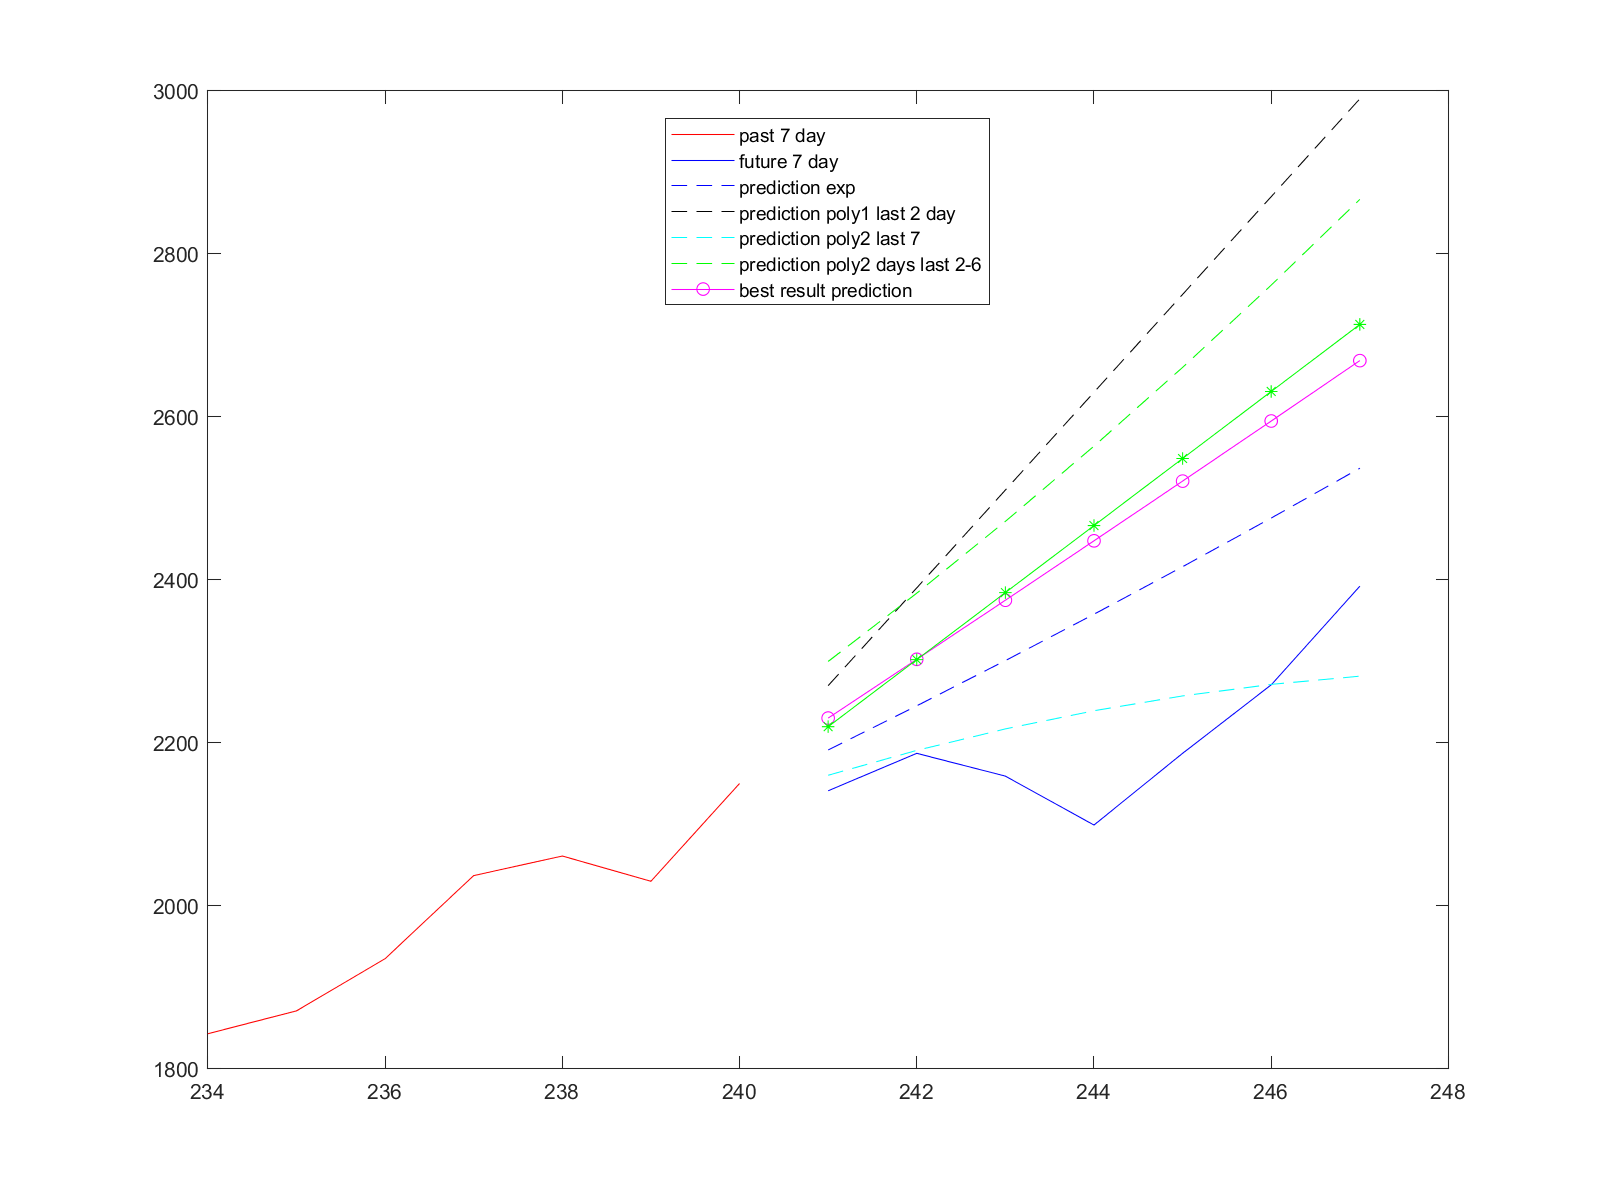 3000
2800
2600
2400
2200
2000
1800
past 7 day
future 7 day
prediction exp
prediction poly1 last 2 day
prediction poly2 last 7
prediction poly2 days last 2-6
best result prediction
234 236 238 240 242 244 246 248